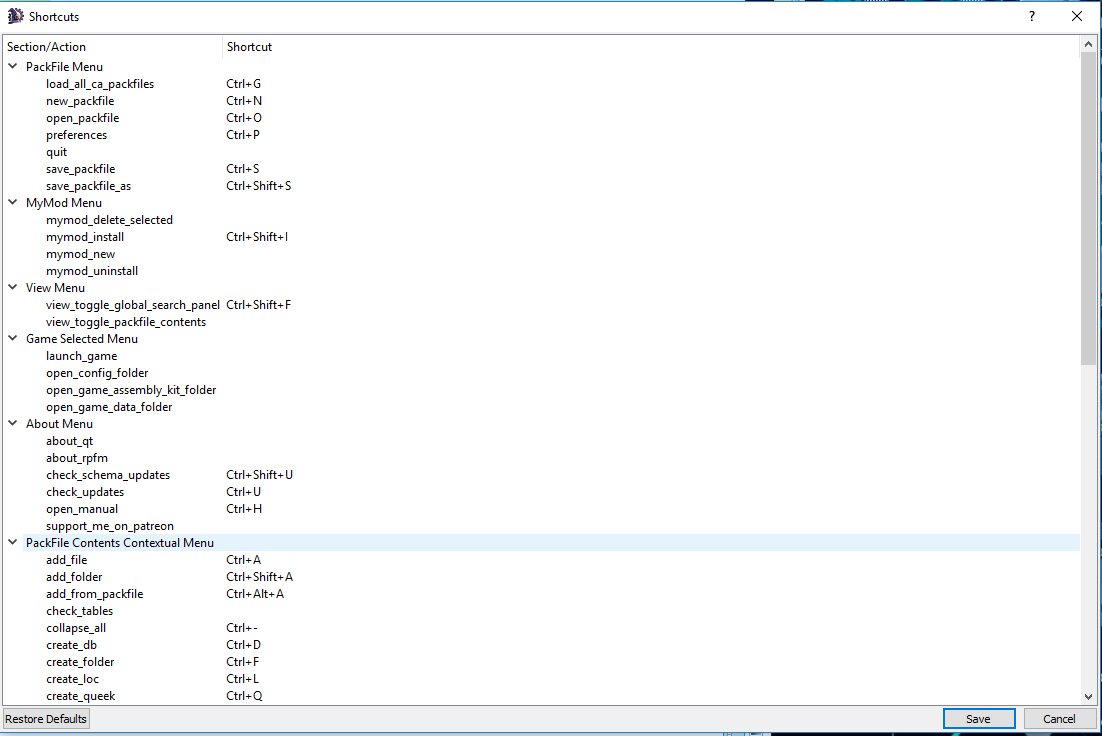 Shortcuts
?
Section/Action Shortcut
PackFile Menu
load_all_ca_packfiles Ctrl+G
new_packfile Ctrl+N
open_packfile Ctrl+O
preferences Ctrl+P
quit
save_packfile Ctrl+S
save_packfile_as Ctrl+Shift+S
MyMod Menu
mymod_delete_selected
mymod_install Ctrl+Shift+I
mymod_new
mymod_uninstall
View Menu
view_toggle_global_search_panel Ctrl+Shift+F
view_toggle_packfile_contents
Game Selected Menu
launch_game
open_config_folder
open_game_assembly_kit_folder
open_game_data_folder
About Menu
about_qt
about_rpfm
check_schema_updates Ctrl+Shift+U
check_updates Ctrl+U
open_manual Ctrl+H
support_me_on_patreon
PackFile Contents Contextual Menu
add_file Ctrl+A
add_folder Ctrl+Shift+A
add_from_packfile Ctrl+Alt+A
check_tables
collapse_all Ctrl+-
create_db Ctrl+D
create_folder Ctrl+F
create_loc Ctrl+L
create_queek Ctrl+Q
Restore Defaults Save Cancel